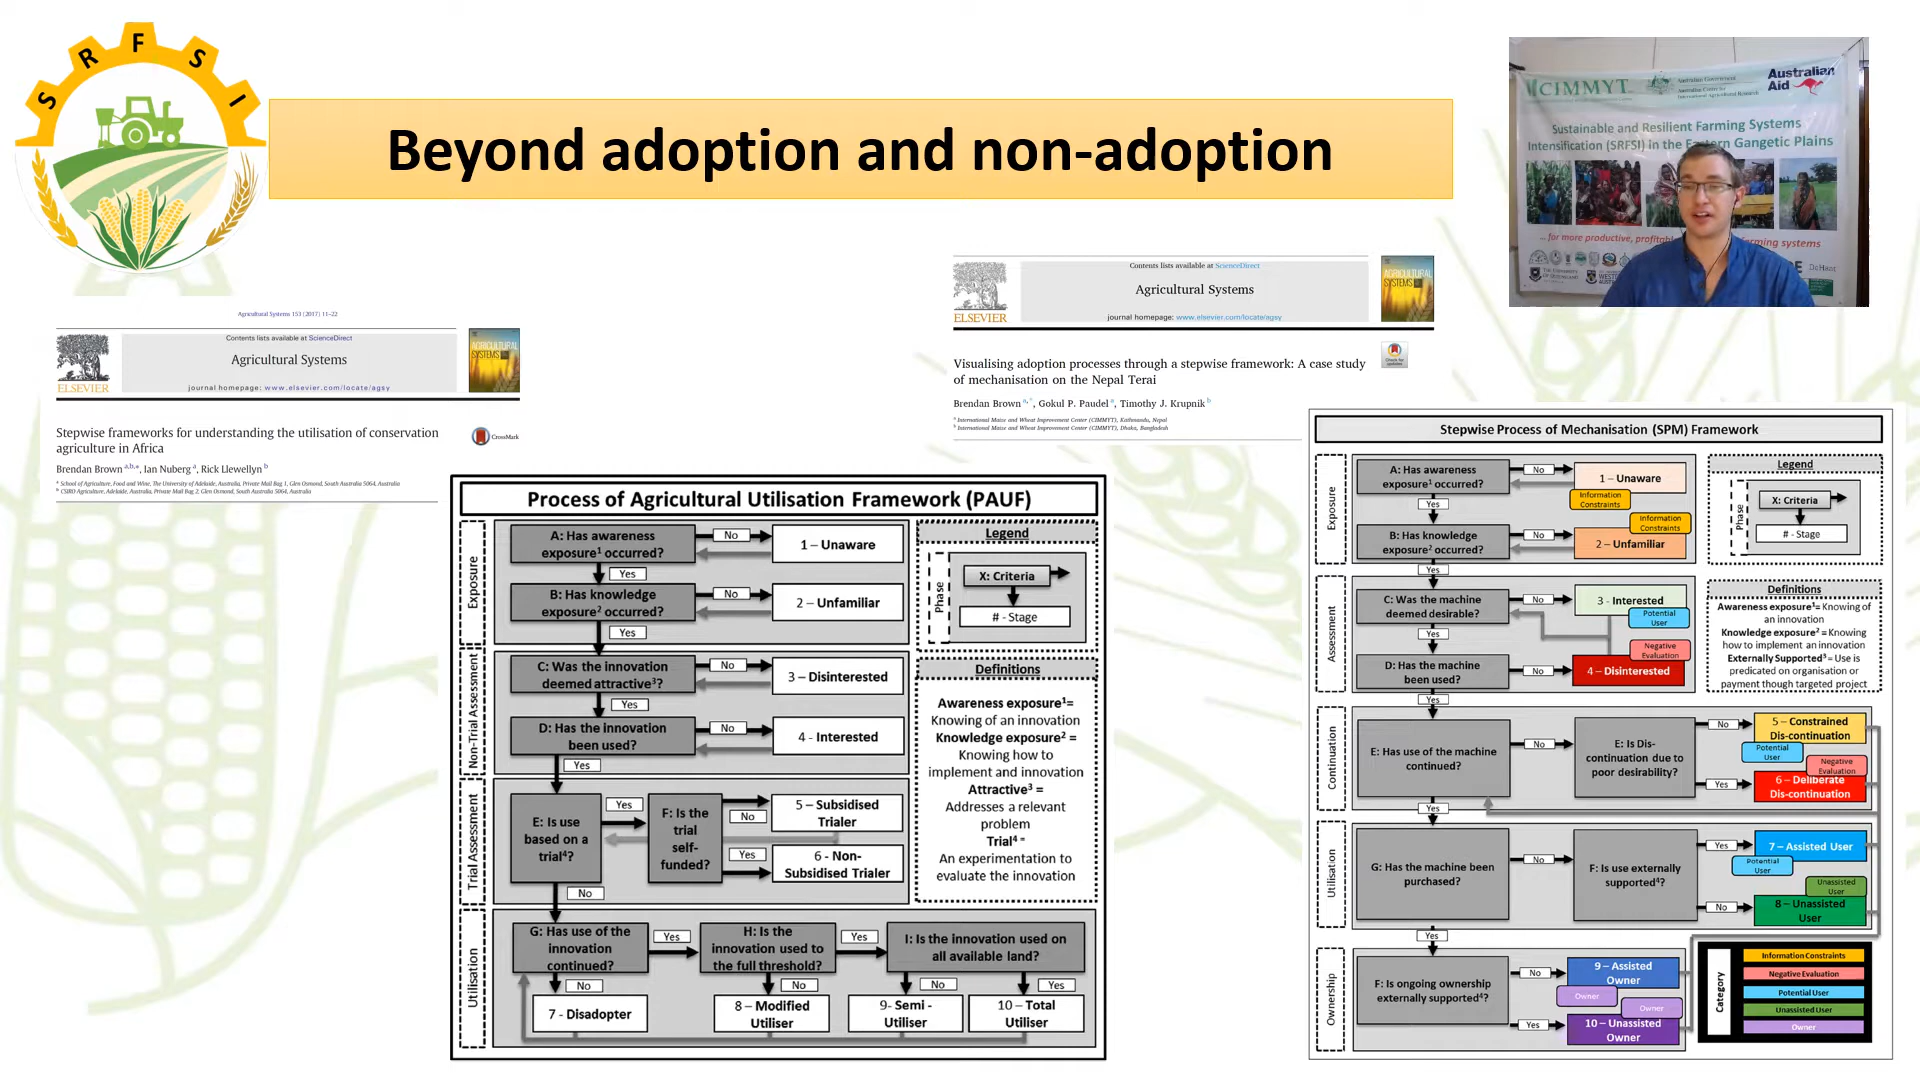 S R F S I
Beyond adoption and non-adoption
CIMMYT
Australian Government
Australian Centre for
International Agricultural Research
Australian
Aid
Sustainable and Resilient Farming Systems
Intensification (SRFSI) in the Eastern Gangetic Plains
... for more productive, profitable
farming systems
Agricultural Systems 153 (2017) 11–22
Contents lists available at ScienceDirect
Agricultural Systems
journal homepage: www.elsevier.com/locate/agsy
ELSEVIER
AGRICULTURAL
SYSTEMS
Stepwise frameworks for understanding the utilisation of conservation
agriculture in Africa
CrossMark
Brendan Brown a,b,*, Ian Nuberg a, Rick Llewellyn b
a School of Agriculture, Food and Wine, The University of Adelaide, Australia, Private Mail Bag 1, Glen Osmond, South Australia 5064, Australia
b CSIRO Agriculture, Adelaide, Australia, Private Mail Bag 2, Glen Osmond, South Australia 5064, Australia
Contents lists available at ScienceDirect
Agricultural Systems
journal homepage: www.elsevier.com/locate/agsy
ELSEVIER
AGRICULTURAL
SYSTEMS
Check for
updates
Visualising adoption processes through a stepwise framework: A case study
of mechanisation on the Nepal Terai
Brendan Brown a,*, Gokul P. Paudel a, Timothy J. Krupnik b
a International Maize and Wheat Improvement Center (CIMMYT), Kathmandu, Nepal
b International Maize and Wheat Improvement Center (CIMMYT), Dhaka, Bangladesh
Process of Agricultural Utilisation Framework (PAUF)
Exposure
A: Has awareness
exposure1 occurred?
No
1 – Unaware
Yes
B: Has knowledge
exposure2 occurred?
No
2 – Unfamiliar
Yes
Non-Trial Assessment
C: Was the innovation
deemed attractive3?
No
3 – Disinterested
Yes
D: Has the innovation
been used?
No
4 - Interested
Yes
Trial Assessment
E: Is use
based on a
trial4?
Yes
F: Is the
trial
self-
funded?
No
5 – Subsidised
Trialer
Yes
6 - Non-
Subsidised Trialer
No
Utilisation
G: Has use of the
innovation
continued?
Yes
H: Is the
innovation used to
the full threshold?
Yes
I: Is the innovation used on
all available land?
No
No
No
Yes
7 - Disadopter
8 – Modified
Utiliser
9- Semi -
Utiliser
10 – Total
Utiliser
Legend
Phase
X: Criteria
# - Stage
Definitions
Awareness exposure1=
Knowing of an innovation
Knowledge exposure2 =
Knowing how to
implement and innovation
Attractive3 =
Addresses a relevant
problem
Trial4 =
An experimentation to
evaluate the innovation
Stepwise Process of Mechanisation (SPM) Framework
Exposure
A: Has awareness
exposure1 occurred?
No
1 – Unaware
Information
Constraints
Yes
B: Has knowledge
exposure2 occurred?
No
Information
Constraints
2 – Unfamiliar
Yes
Assessment
C: Was the machine
deemed desirable?
No
3 - Interested
Potential
User
Yes
D: Has the machine
been used?
No
Negative
Evaluation
4 – Disinterested
Yes
Continuation
E: Has use of the machine
continued?
No
E: Is Dis-
continuation due to
poor desirability?
No
5 – Constrained
Dis-continuation
Potential
User
Negative
Evaluation
Yes
6 – Deliberate
Dis-continuation
Yes
Utilisation
G: Has the machine been
purchased?
No
F: Is use externally
supported4?
Yes
7 – Assisted User
Potential
User
Unassisted
User
No
8 – Unassisted
User
Yes
Ownership
F: Is ongoing ownership
externally supported4?
No
9 – Assisted
Owner
Owner
Owner
Yes
10 – Unassisted
Owner
Legend
Phase
X: Criteria
# - Stage
Definitions
Awareness exposure1= Knowing of
an innovation
Knowledge exposure2 = Knowing
how to implement an innovation
Externally Supported3 = Use is
predicated on organisation or
payment though targeted project
Category
Information Constraints
Negative Evaluation
Potential User
Unassisted User
Owner